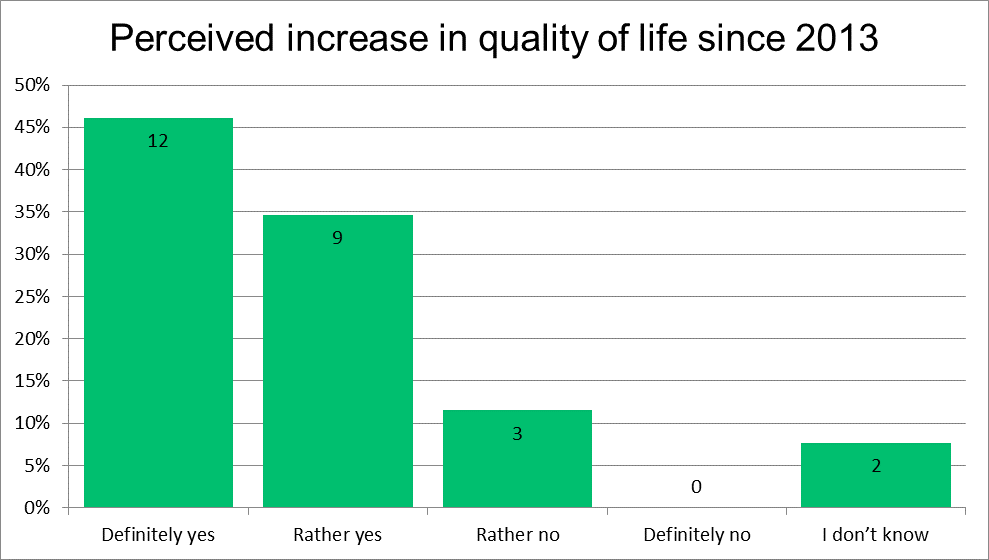 Perceived increase in quality of life since 2013
50%
45%
40%
35%
30%
25%
20%
15%
10%
5%
0%
12
9
3
0
2
Definitely yes
Rather yes
Rather no
Definitely no
I don’t know